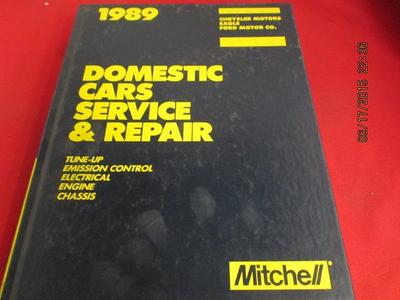 1989
CHRYSLER MOTORS
EAGLE
FORD MOTOR CO.
DOMESTIC
CARS
SERVICE
& REPAIR
TUNE-UP
EMISSION CONTROL
ELECTRICAL
ENGINE
CHASSIS
Mitchell
03/17/2015 22:36